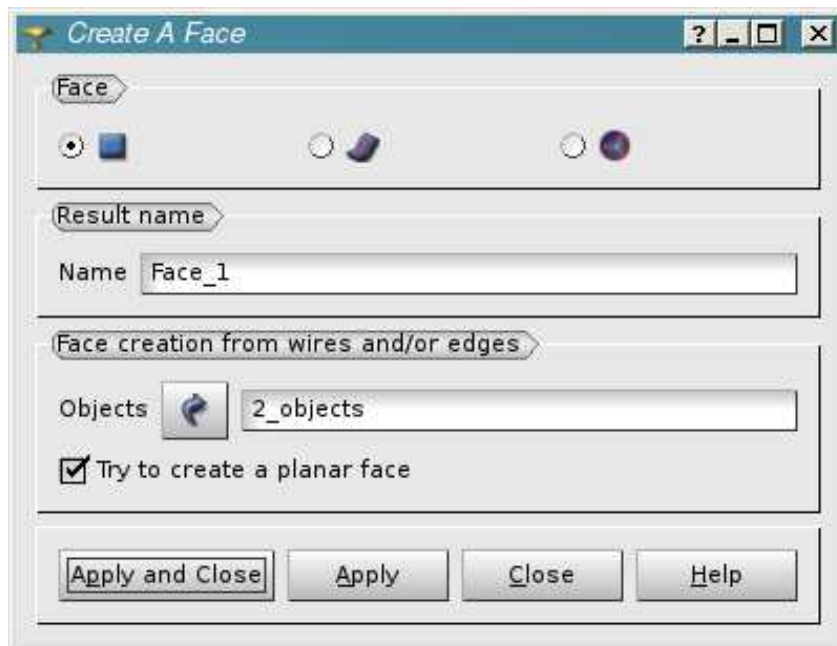 Create A Face
?
Face
Result name
Name Face_1
Face creation from wires and/or edges
Objects 2_objects
Try to create a planar face
Apply and Close Apply Close Help